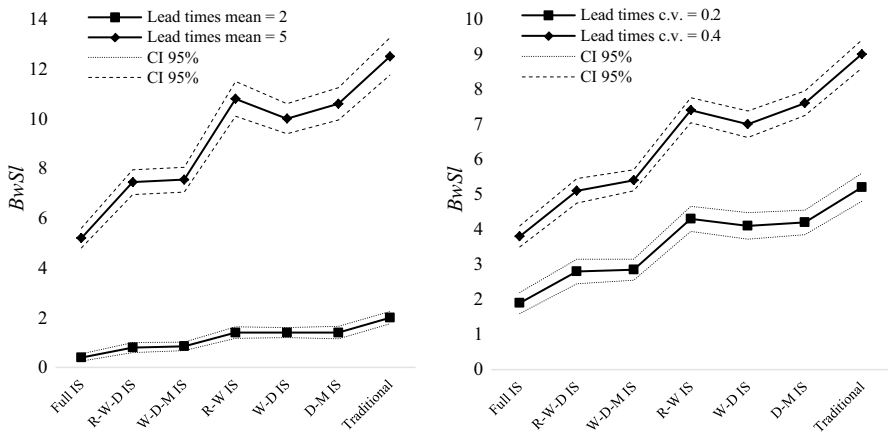 14
12
10
8
6
4
2
0
BwSl
Lead times mean = 2
Lead times mean = 5
CI 95%
CI 95%
Full IS
R-W-D IS
W-D-M IS
R-W IS
W-D IS
D-M IS
Traditional
10
9
8
7
6
5
4
3
2
1
0
BwSl
Lead times c.v. = 0.2
Lead times c.v. = 0.4
CI 95%
CI 95%
Full IS
R-W-D IS
W-D-M IS
R-W IS
W-D IS
D-M IS
Traditional